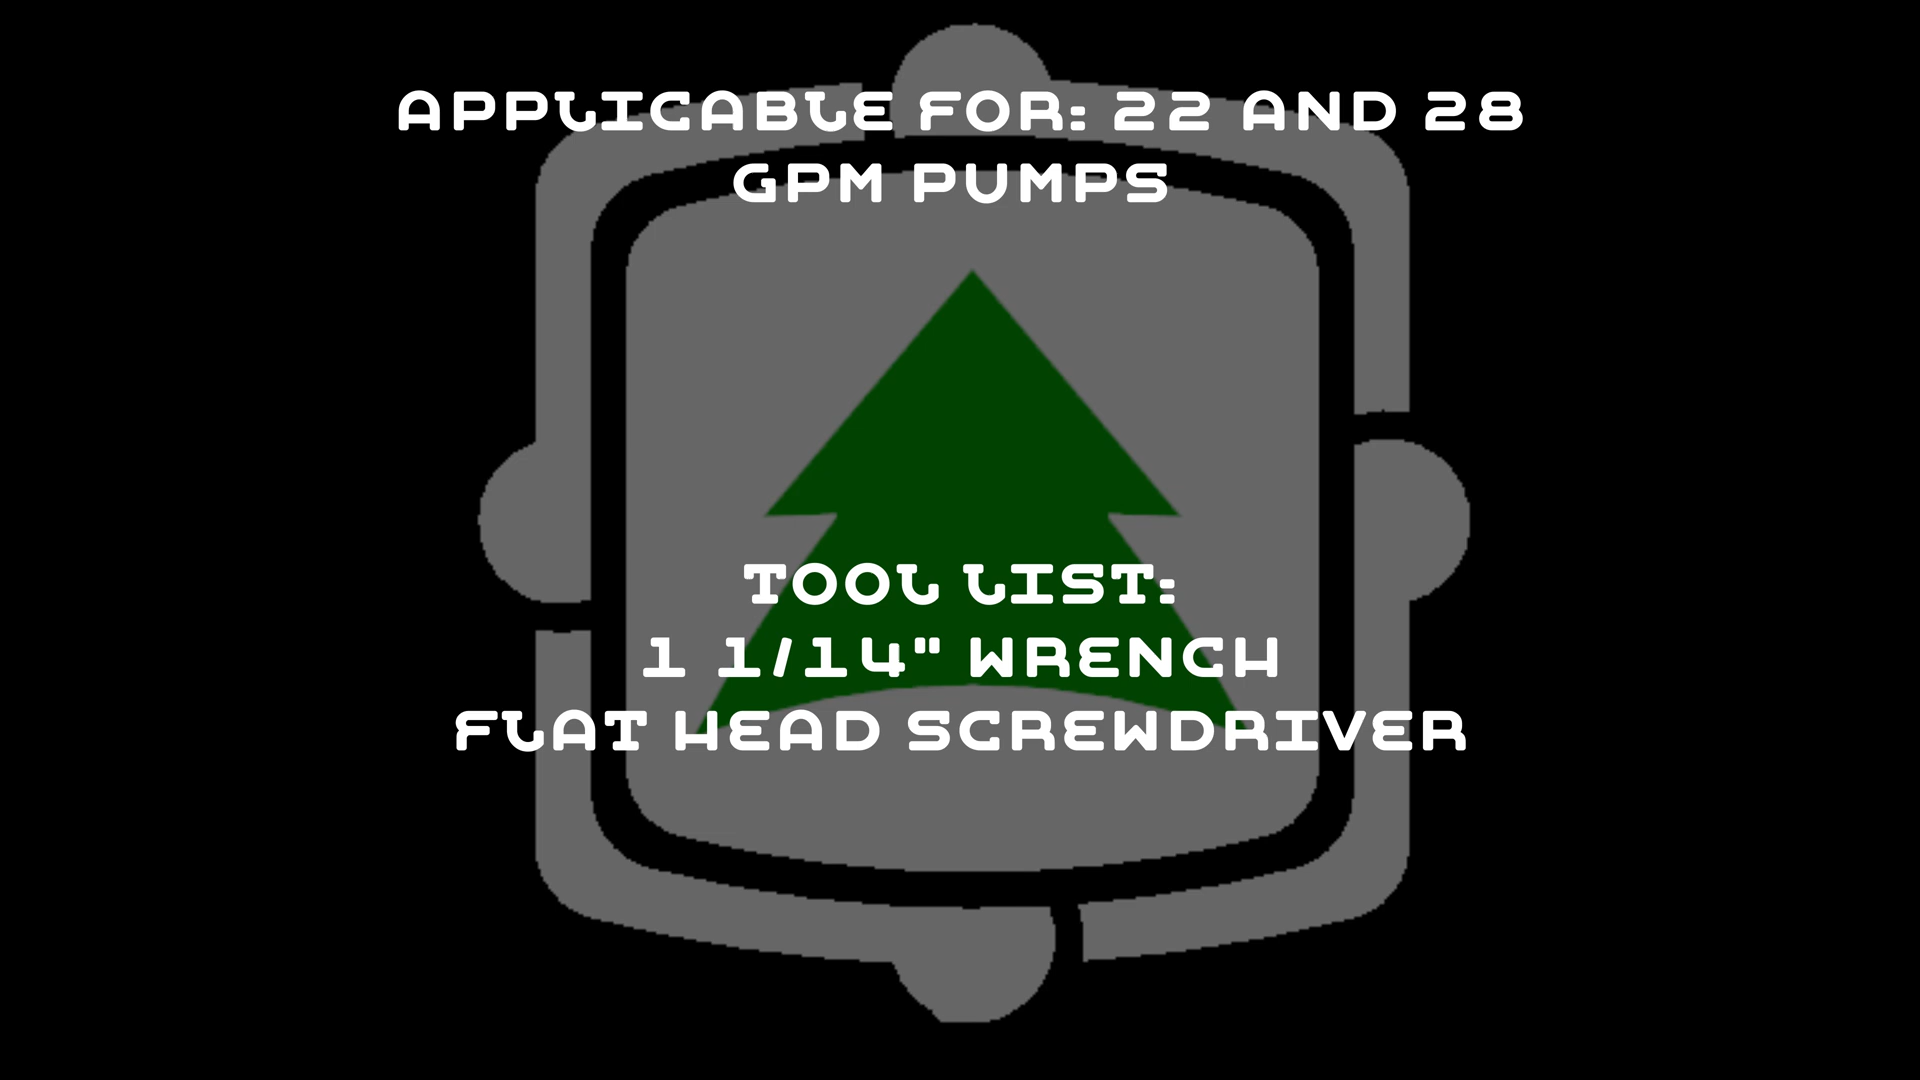 APPLICABLE FOR: 22 AND 28
GPM PUMPS
TOOL LIST:
1 1/14" WRENCH
FLAT HEAD SCREWDRIVER